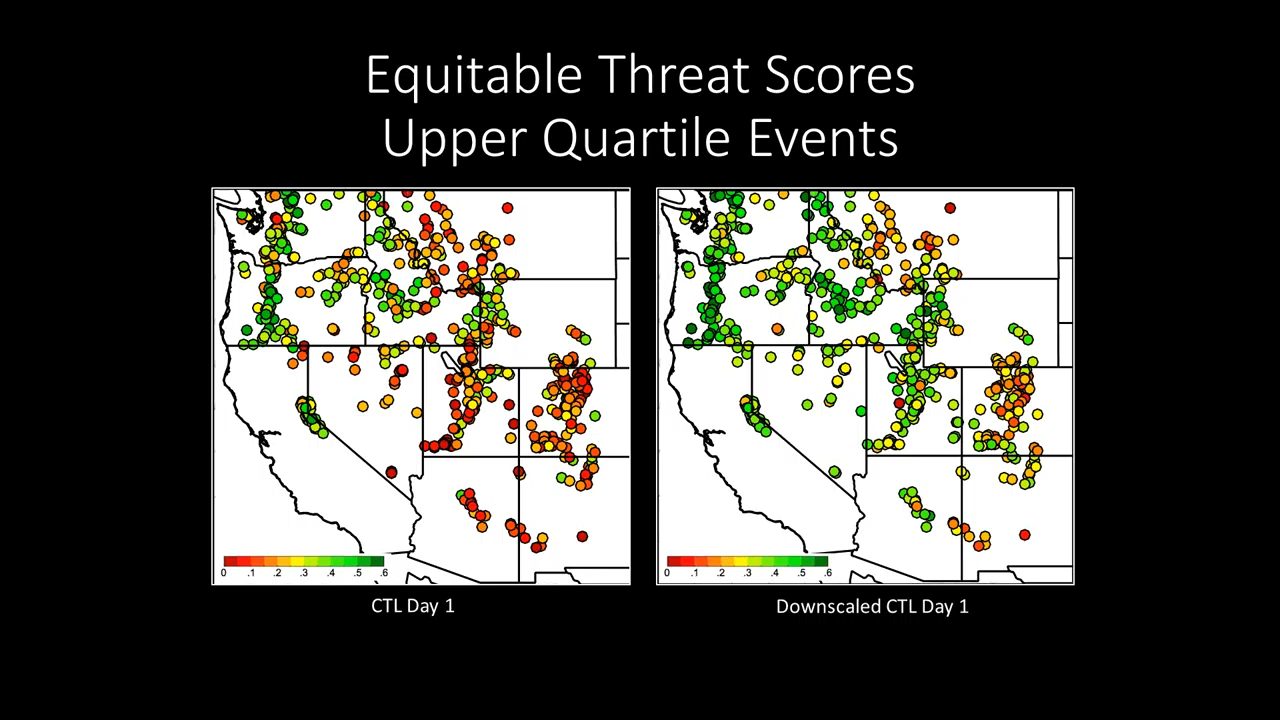 Equitable Threat Scores
Upper Quartile Events
0 .1 .2 .3 .4 .5 .6
0 .1 .2 .3 .4 .5 .6
CTL Day 1
Downscaled CTL Day 1